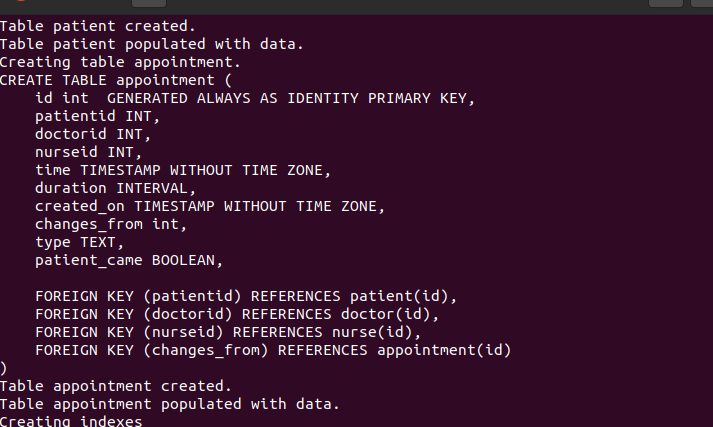 Table patient created.
Table patient populated with data.
Creating table appointment.
CREATE TABLE appointment (
    id int  GENERATED ALWAYS AS IDENTITY PRIMARY KEY,
    patientid INT,
    doctorid INT,
    nurseid INT,
    time TIMESTAMP WITHOUT TIME ZONE,
    duration INTERVAL,
    created_on TIMESTAMP WITHOUT TIME ZONE,
    changes_from int,
    type TEXT,
    patient_came BOOLEAN,

    FOREIGN KEY (patientid) REFERENCES patient(id),
    FOREIGN KEY (doctorid) REFERENCES doctor(id),
    FOREIGN KEY (nurseid) REFERENCES nurse(id),
    FOREIGN KEY (changes_from) REFERENCES appointment(id)
)
Table appointment created.
Table appointment populated with data.
Creating indexes